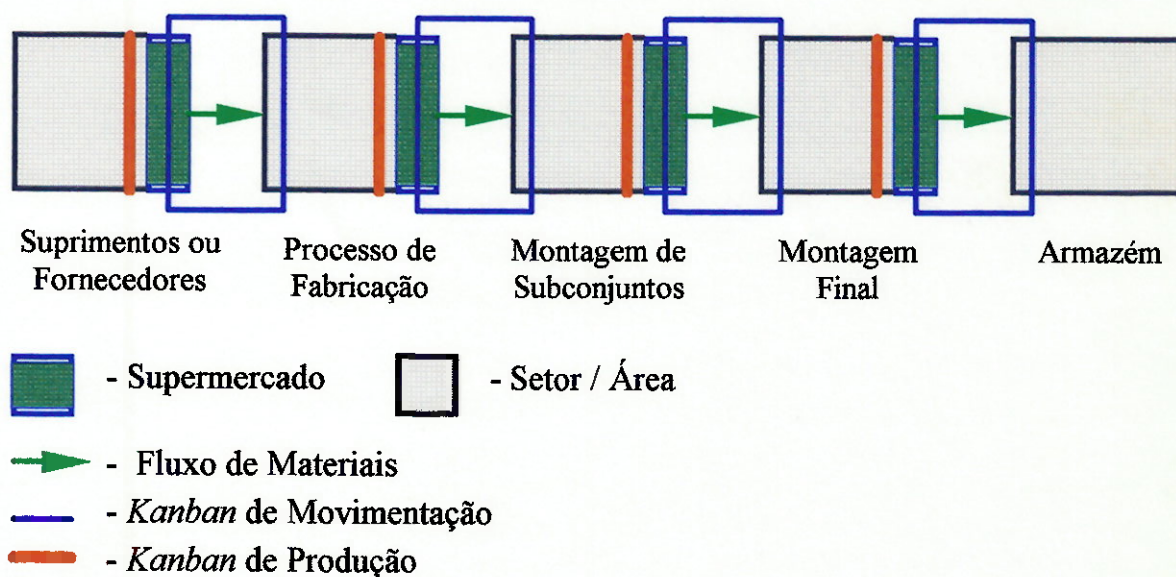 Suprimentos ou
Fornecedores
Processo de
Fabricação
Montagem de
Subconjuntos
Montagem
Final
Armazém
- Supermercado
- Setor / Área
- Fluxo de Materiais
- Kanban de Movimentação
- Kanban de Produção